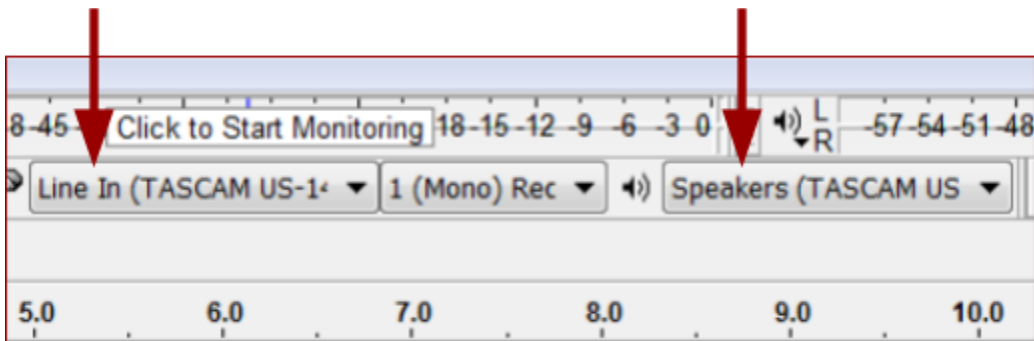 8-45- Click to Start Monitoring 18-15-12 -9 -6 -3 0 L -57-54-51-48
R
Line In (TASCAM US-14 1 (Mono) Rec Speakers (TASCAM US
5.0 6.0 7.0 8.0 9.0 10.0